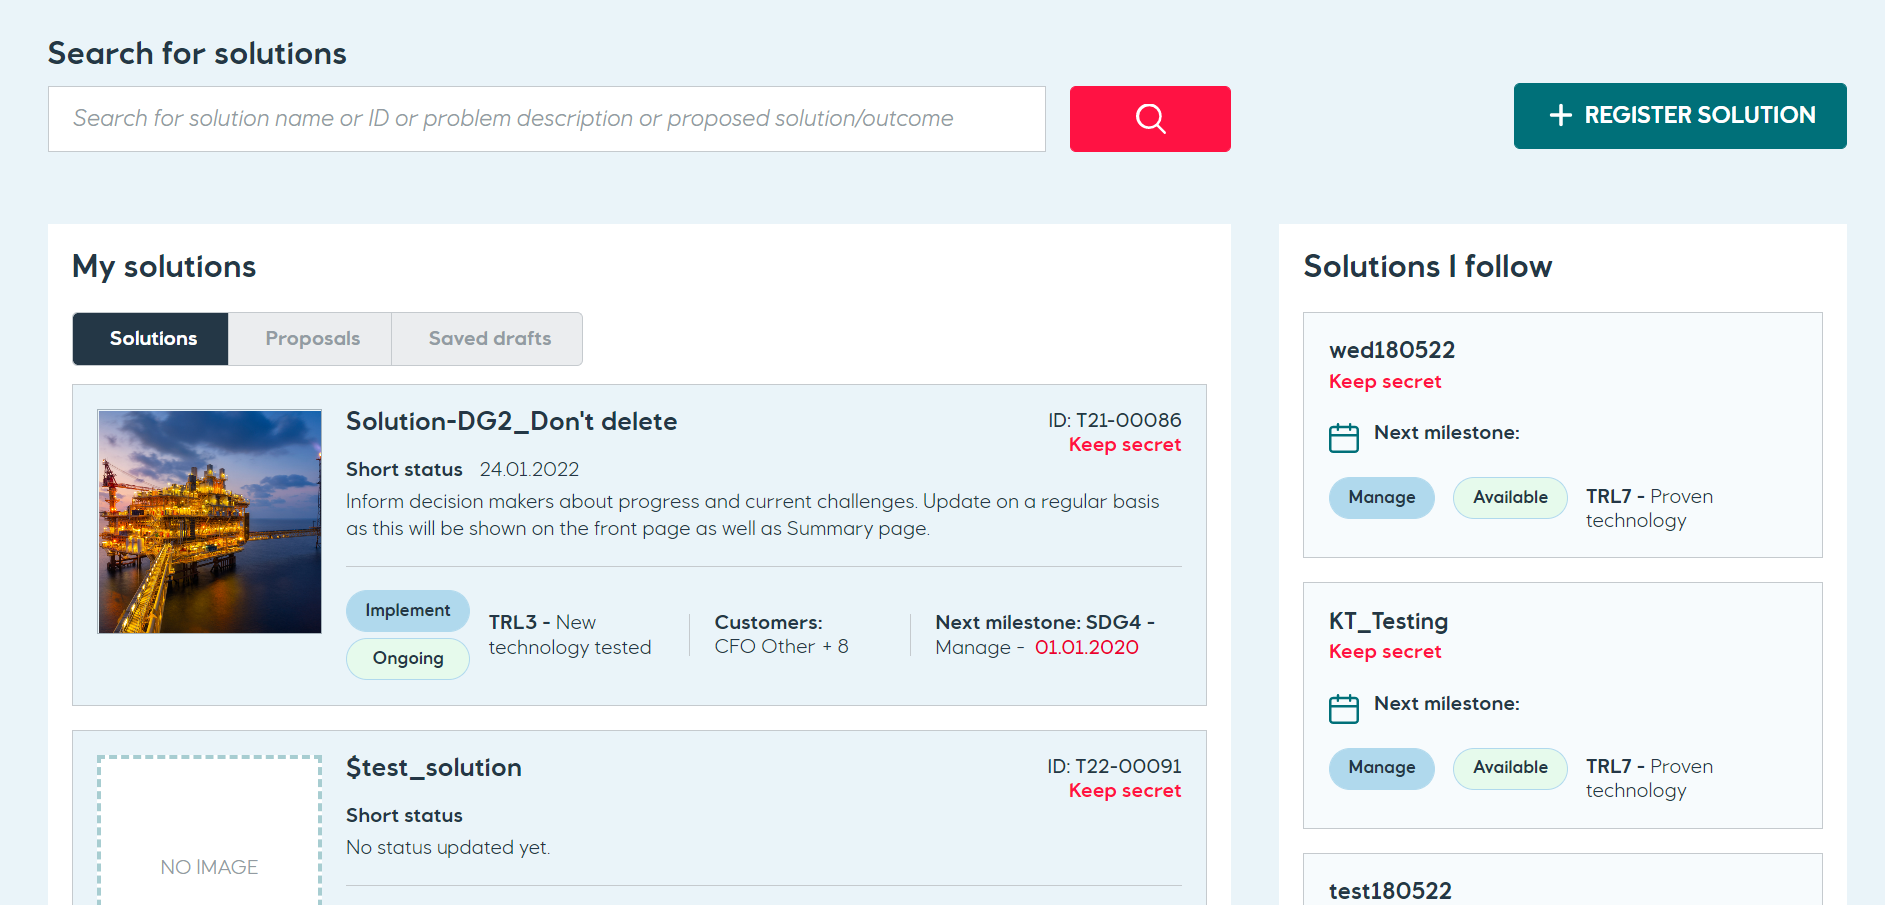 Search for solutions
Search for solution name or ID or problem description or proposed solution/outcome
+ REGISTER SOLUTION
My solutions
Solutions
Proposals
Saved drafts
Solution-DG2_Don't delete
ID: T21-00086
Keep secret
Short status 24.01.2022
Inform decision makers about progress and current challenges. Update on a regular basis
as this will be shown on the front page as well as Summary page.
Implement
Ongoing
TRL3 - New
technology tested
Customers:
CFO Other + 8
Next milestone: SDG4 -
Manage - 01.01.2020
$test_solution
ID: T22-00091
Keep secret
Short status
No status updated yet.
NO IMAGE
Solutions I follow
wed180522
Keep secret
Next milestone:
Manage
Available
TRL7 - Proven
technology
KT_Testing
Keep secret
Next milestone:
Manage
Available
TRL7 - Proven
technology
test180522